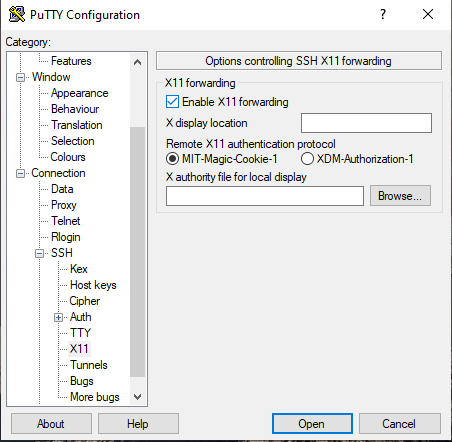 PuTTY Configuration
?
Category:
Features
Window
Appearance
Behaviour
Translation
Selection
Colours
Connection
Data
Proxy
Telnet
Rlogin
SSH
Kex
Host keys
Cipher
Auth
TTY
X11
Tunnels
Bugs
More bugs
Options controlling SSH X11 forwarding
X11 forwarding
Enable X11 forwarding
X display location
Remote X11 authentication protocol
MIT-Magic-Cookie-1 XDM-Authorization-1
X authority file for local display
Browse...
About Help Open Cancel